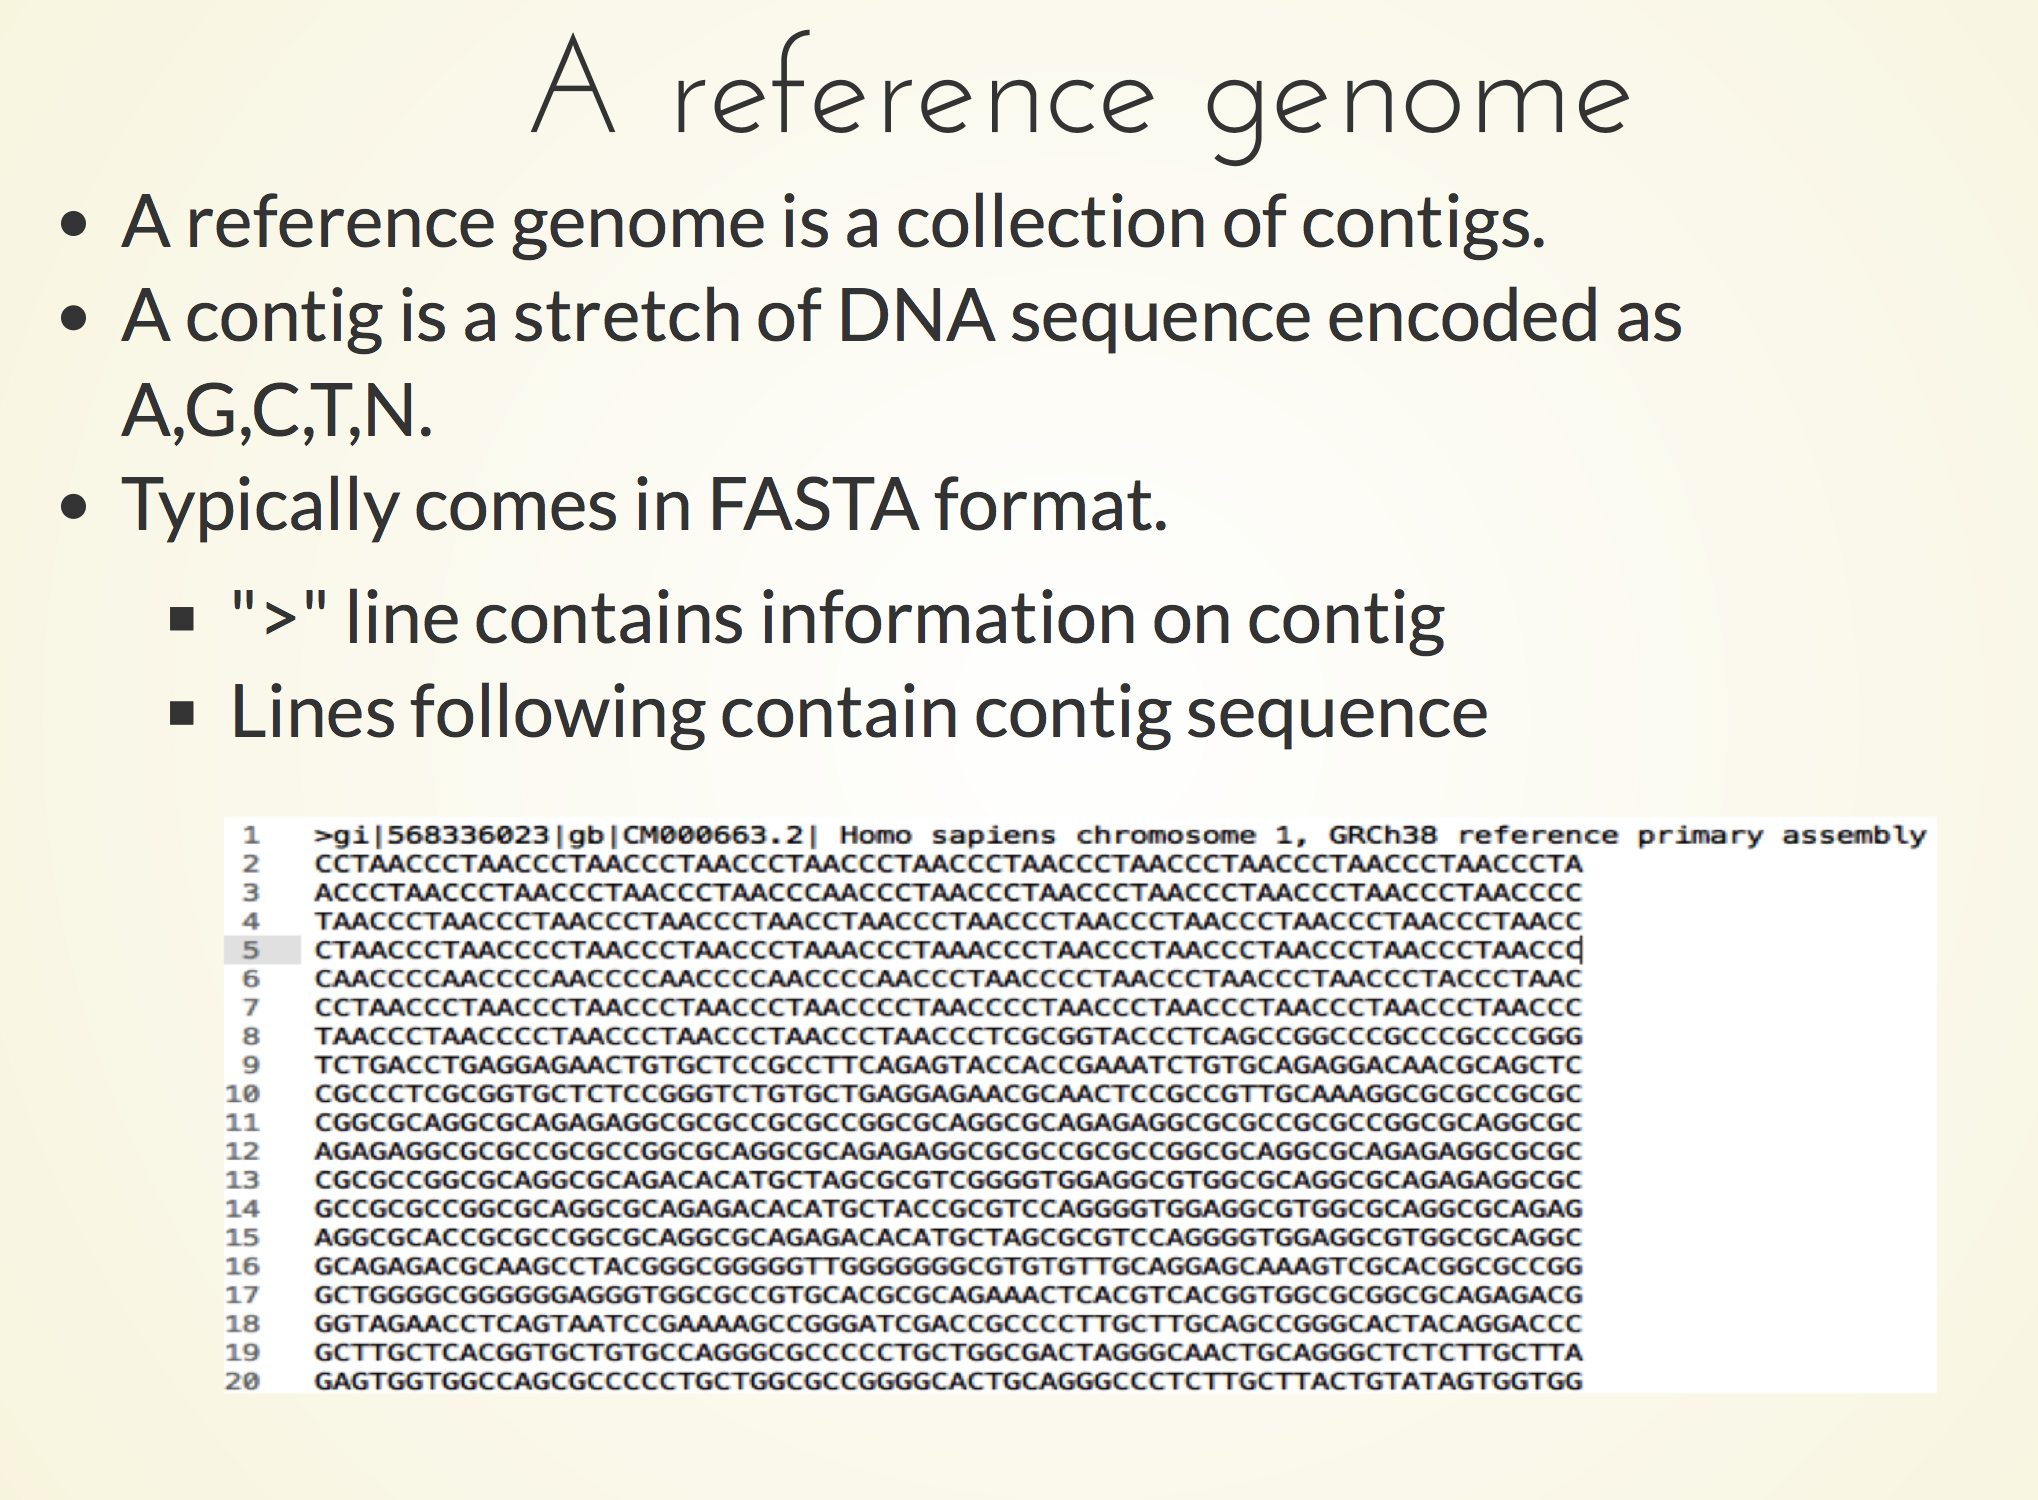 A reference genome
• A reference genome is a collection of contigs.
• A contig is a stretch of DNA sequence encoded as
A,G,C,T,N.
• Typically comes in FASTA format.
▪ ">" line contains information on contig
▪ Lines following contain contig sequence
1 >gi|568336023|gb|CM000663.2| Homo sapiens chromosome 1, GRCh38 reference primary assembly
2 CCTAACCCTAACCCTAACCCTAACCCTAACCCTAACCCTAACCCTAACCCTAACCCTAACCCTAACCCTA
3 ACCCTAACCCTAACCCTAACCCTAACCCAACCCTAACCCTAACCCTAACCCTAACCCTAACCCTAACCCC
4 TAACCCTAACCCTAACCCTAACCCTAACCTAACCCTAACCCTAACCCTAACCCTAACCCTAACCCTAACC
5 CTAACCCTAACCCCTAACCCTAACCCTAAACCCTAAACCCTAACCCTAACCCTAACCCTAACCCTAACCC
6 CAACCCCAACCCCAACCCCAACCCCAACCCCAACCCTAACCCCTAACCCTAACCCTAACCCTACCCTAAC
7 CCTAACCCTAACCCTAACCCTAACCCTAACCCCTAACCCCTAACCCTAACCCTAACCCTAACCCTAACCC
8 TAACCCTAACCCCTAACCCTAACCCTAACCCTAACCCTCGCGGTACCCTCAGCCGGCCCGCCCGCCCGGG
9 TCTGACCTGAGGAGAACTGTGCTCCGCCTTCAGAGTACCACCGAAATCTGTGCAGAGGACAACGCAGCTC
10 CGCCCTCGCGGTGCTCTCCGGGTCTGTGCTGAGGAGAACGCAACTCCGCCGTTGCAAAGGCGCGCCGCGC
11 CGGCGCAGGCGCAGAGAGGCGCGCCGCGCCGGCGCAGGCGCAGAGAGGCGCGCCGCGCCGGCGCAGGCGC
12 AGAGAGGCGCGCCGCGCCGGCGCAGGCGCAGAGAGGCGCGCCGCGCCGGCGCAGGCGCAGAGAGGCGCGC
13 CGCGCCGGCGCAGGCGCAGACACATGCTAGCGCGTCGGGGTGGAGGCGTGGCGCAGGCGCAGAGAGGCGC
14 GCCGCGCCGGCGCAGGCGCAGAGACACATGCTACCGCGTCCAGGGGTGGAGGCGTGGCGCAGGCGCAGAG
15 AGGCGCACCGCGCCGGCGCAGGCGCAGAGACACATGCTAGCGCGTCCAGGGGTGGAGGCGTGGCGCAGGC
16 GCAGAGACGCAAGCCTACGGGCGGGGGTTGGGGGGGCGTGTGTTGCAGGAGCAAAGTCGCACGGCGCCGG
17 GCTGGGGCGGGGGGAGGGTGGCGCCGTGCACGCGCAGAAACTCACGTCACGGTGGCGCGGCGCAGAGACG
18 GGTAGAACCTCAGTAATCCGAAAAGCCGGGATCGACCGCCCCTTGCTTGCAGCCGGGCACTACAGGACCC
19 GCTTGCTCACGGTGCTGTGCCAGGGCGCCCCCTGCTGGCGACTAGGGCAACTGCAGGGCTCTCTTGCTTA
20 GAGTGGTGGCCAGCGCCCCCTGCTGGCGCCGGGGCACTGCAGGGCCCTCTTGCTTACTGTATAGTGGTGG